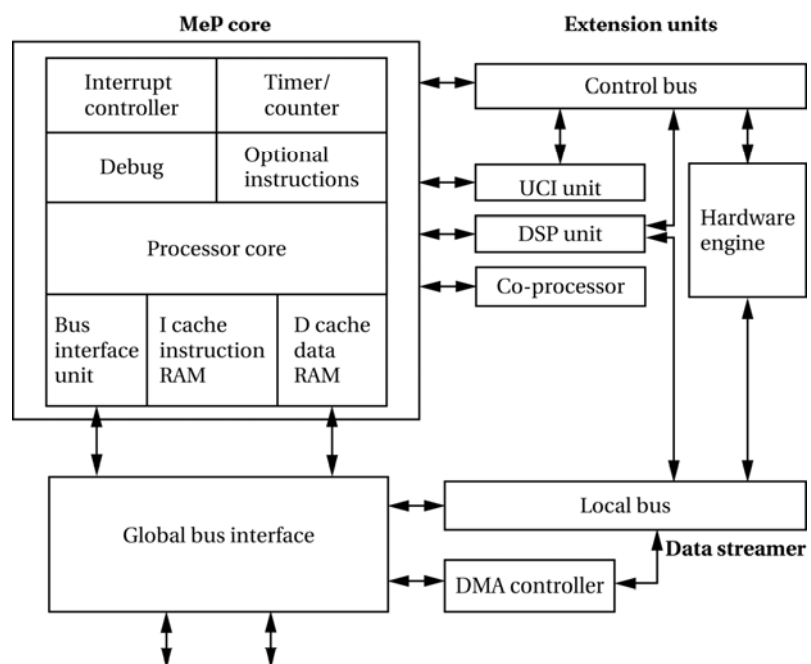 MeP core
Extension units
Interrupt
controller
Timer/
counter
Control bus
Debug
Optional
instructions
UCI unit
DSP unit
Hardware
engine
Processor core
Co-processor
Bus
interface
unit
I cache
instruction
RAM
D cache
data
RAM
Global bus interface
Local bus
Data streamer
DMA controller